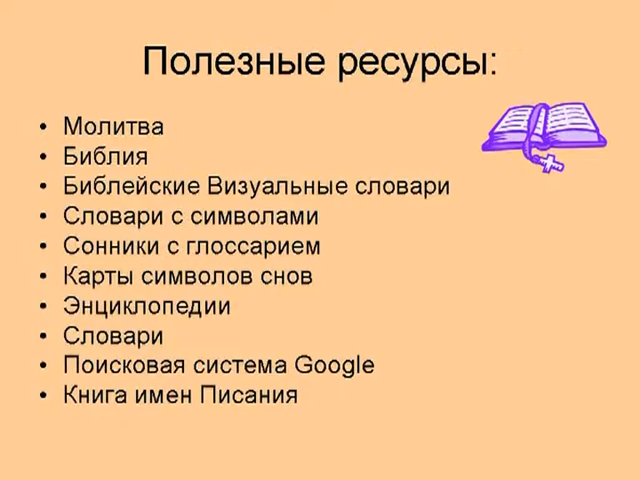 Полезные ресурсы:
• Молитва
• Библия
• Библейские Визуальные словари
• Словари с символами
• Сонники с глоссарием
• Карты символов снов
• Энциклопедии
• Словари
• Поисковая система Google
• Книга имен Писания